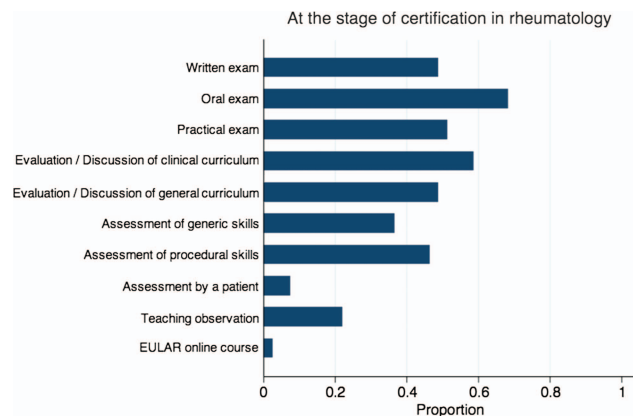 At the stage of certification in rheumatology
Written exam
Oral exam
Practical exam
Evaluation / Discussion of clinical curriculum
Evaluation / Discussion of general curriculum
Assessment of generic skills
Assessment of procedural skills
Assessment by a patient
Teaching observation
EULAR online course
0 0.2 0.4 0.6 0.8 1
Proportion